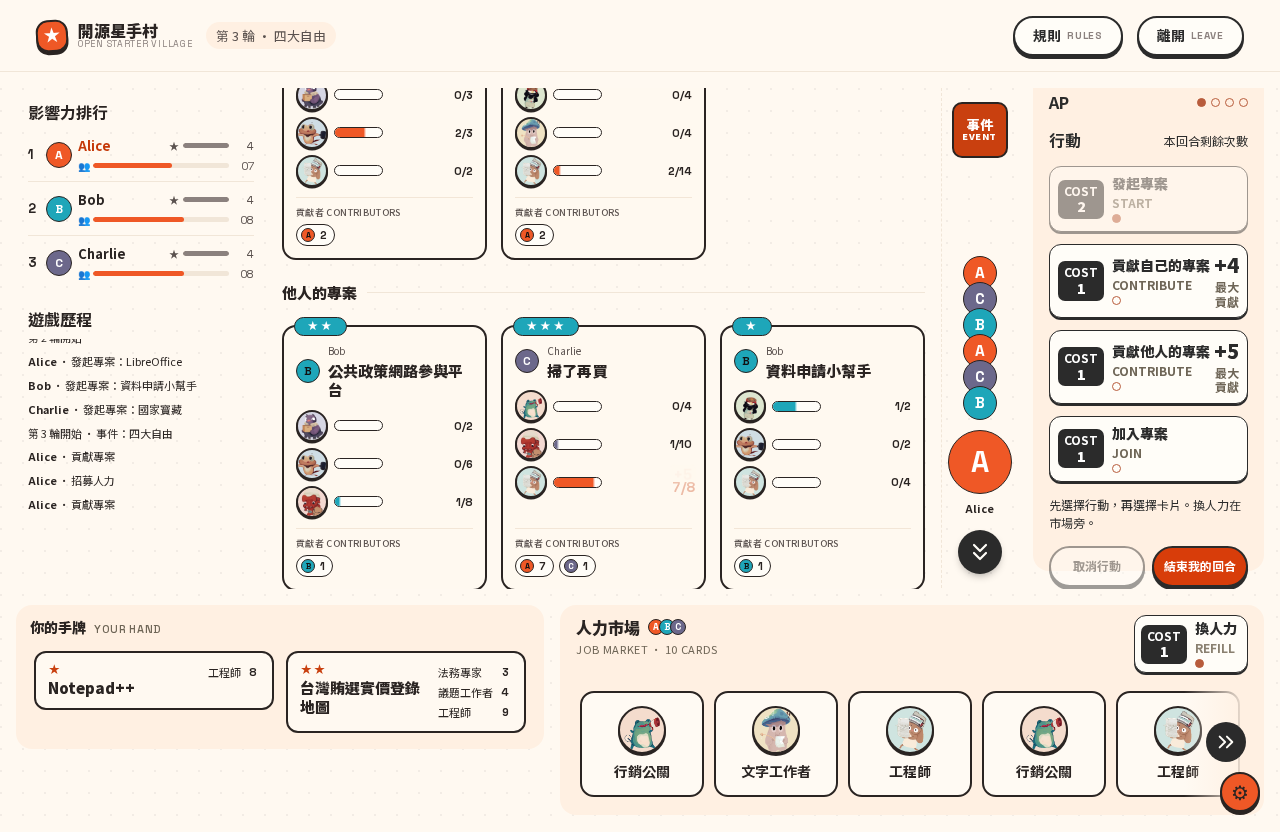 開源星手村
OPEN STARTER VILLAGE
第 3 輪 · 四大自由
規則 RULES
離開 LEAVE
影響力排行
1 A Alice ★ 4
07
2 B Bob ★ 4
08
3 C Charlie ★ 4
08
遊戲歷程
第 2 輪開始
Alice · 發起專案：LibreOffice
Bob · 發起專案：資料申請小幫手
Charlie · 發起專案：國家寶藏
第 3 輪開始 · 事件：四大自由
Alice · 貢獻專案
Alice · 招募人力
Alice · 貢獻專案
0/3
2/3
0/2
貢獻者 CONTRIBUTORS
A 2
0/4
0/4
2/14
貢獻者 CONTRIBUTORS
A 2
他人的專案
★ ★
Bob
B 公共政策網路參與平台
0/2
0/6
1/8
貢獻者 CONTRIBUTORS
B 1
★ ★ ★
Charlie
C 掃了再買
0/4
1/10
7/8
貢獻者 CONTRIBUTORS
A 7 C 1
★
Bob
B 資料申請小幫手
1/2
0/2
0/4
貢獻者 CONTRIBUTORS
B 1
事件
EVENT
A
C
B
A
C
B
A
Alice
AP
行動 本回合剩餘次數
COST 2
發起專案
START
COST 1
貢獻自己的專案 +4
CONTRIBUTE 最大貢獻
COST 1
貢獻他人的專案 +5
CONTRIBUTE 最大貢獻
COST 1
加入專案
JOIN
先選擇行動，再選擇卡片。換人力在
市場旁。
取消行動 結束我的回合
你的手牌 YOUR HAND
★
Notepad++
工程師 8
★ ★
台灣賄選實價登錄
地圖
法務專家 3
議題工作者 4
工程師 9
人力市場 A B C
JOB MARKET · 10 CARDS
COST 1
換人力
REFILL
行銷公關
文字工作者
工程師
行銷公關
工程師